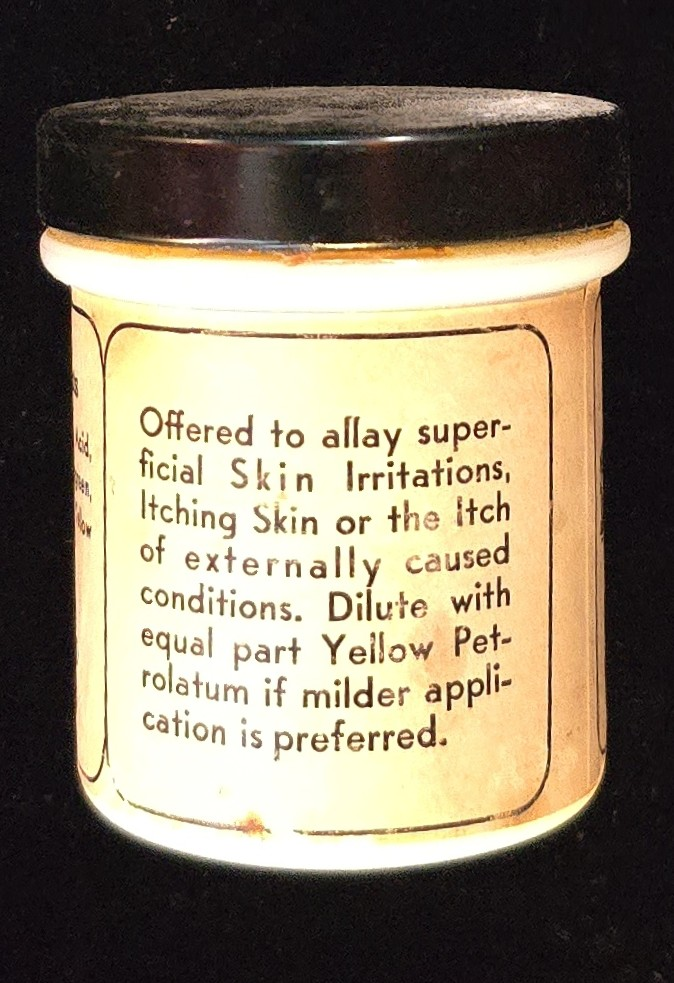 Offered to allay super-
ficial Skin Irritations,
Itching Skin or the Itch
of externally caused
conditions. Dilute with
equal part Yellow Pet-
rolatum if milder appli-
cation is preferred.